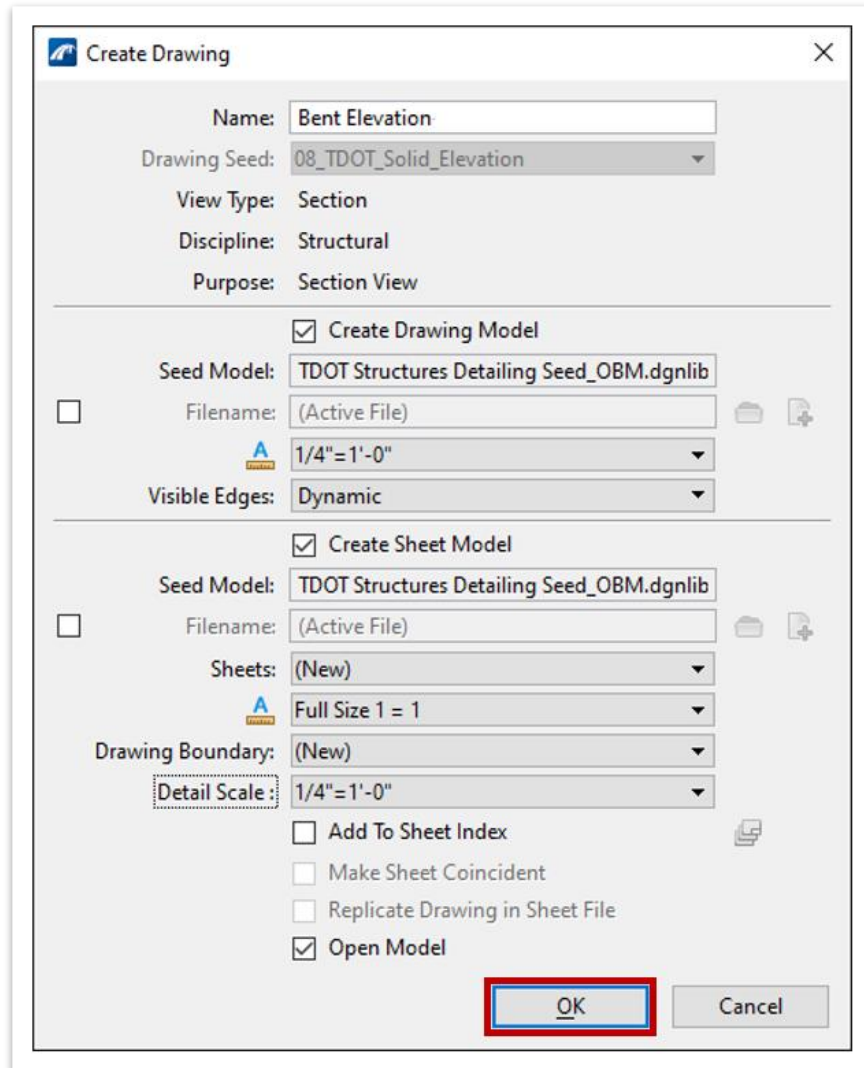 Create Drawing
Name: Bent Elevation
Drawing Seed: 08_TDOT_Solid_Elevation
View Type: Section
Discipline: Structural
Purpose: Section View
Create Drawing Model
Seed Model: TDOT Structures Detailing Seed_OBM.dgnlib
Filename: (Active File)
A 1/4"=1'-0"
Visible Edges: Dynamic
Create Sheet Model
Seed Model: TDOT Structures Detailing Seed_OBM.dgnlib
Filename: (Active File)
Sheets: (New)
A Full Size 1 = 1
Drawing Boundary: (New)
Detail Scale : 1/4"=1'-0"
Add To Sheet Index
Make Sheet Coincident
Replicate Drawing in Sheet File
Open Model
OK Cancel